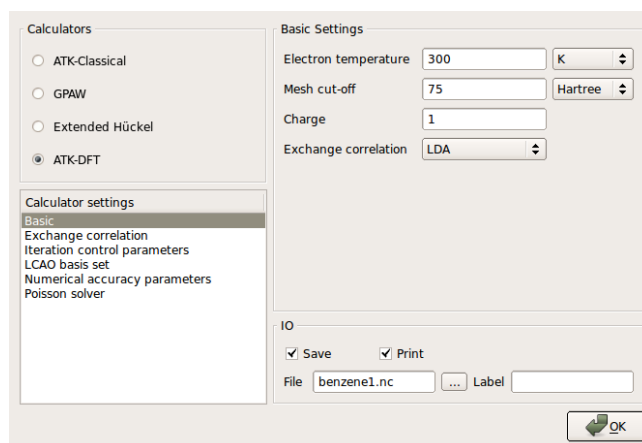 Calculators
ATK-Classical
GPAW
Extended Hückel
ATK-DFT
Calculator settings
Basic
Exchange correlation
Iteration control parameters
LCAO basis set
Numerical accuracy parameters
Poisson solver
Basic Settings
Electron temperature 300 K
Mesh cut-off 75 Hartree
Charge 1
Exchange correlation LDA
IO
Save Print
File benzene1.nc ... Label
OK